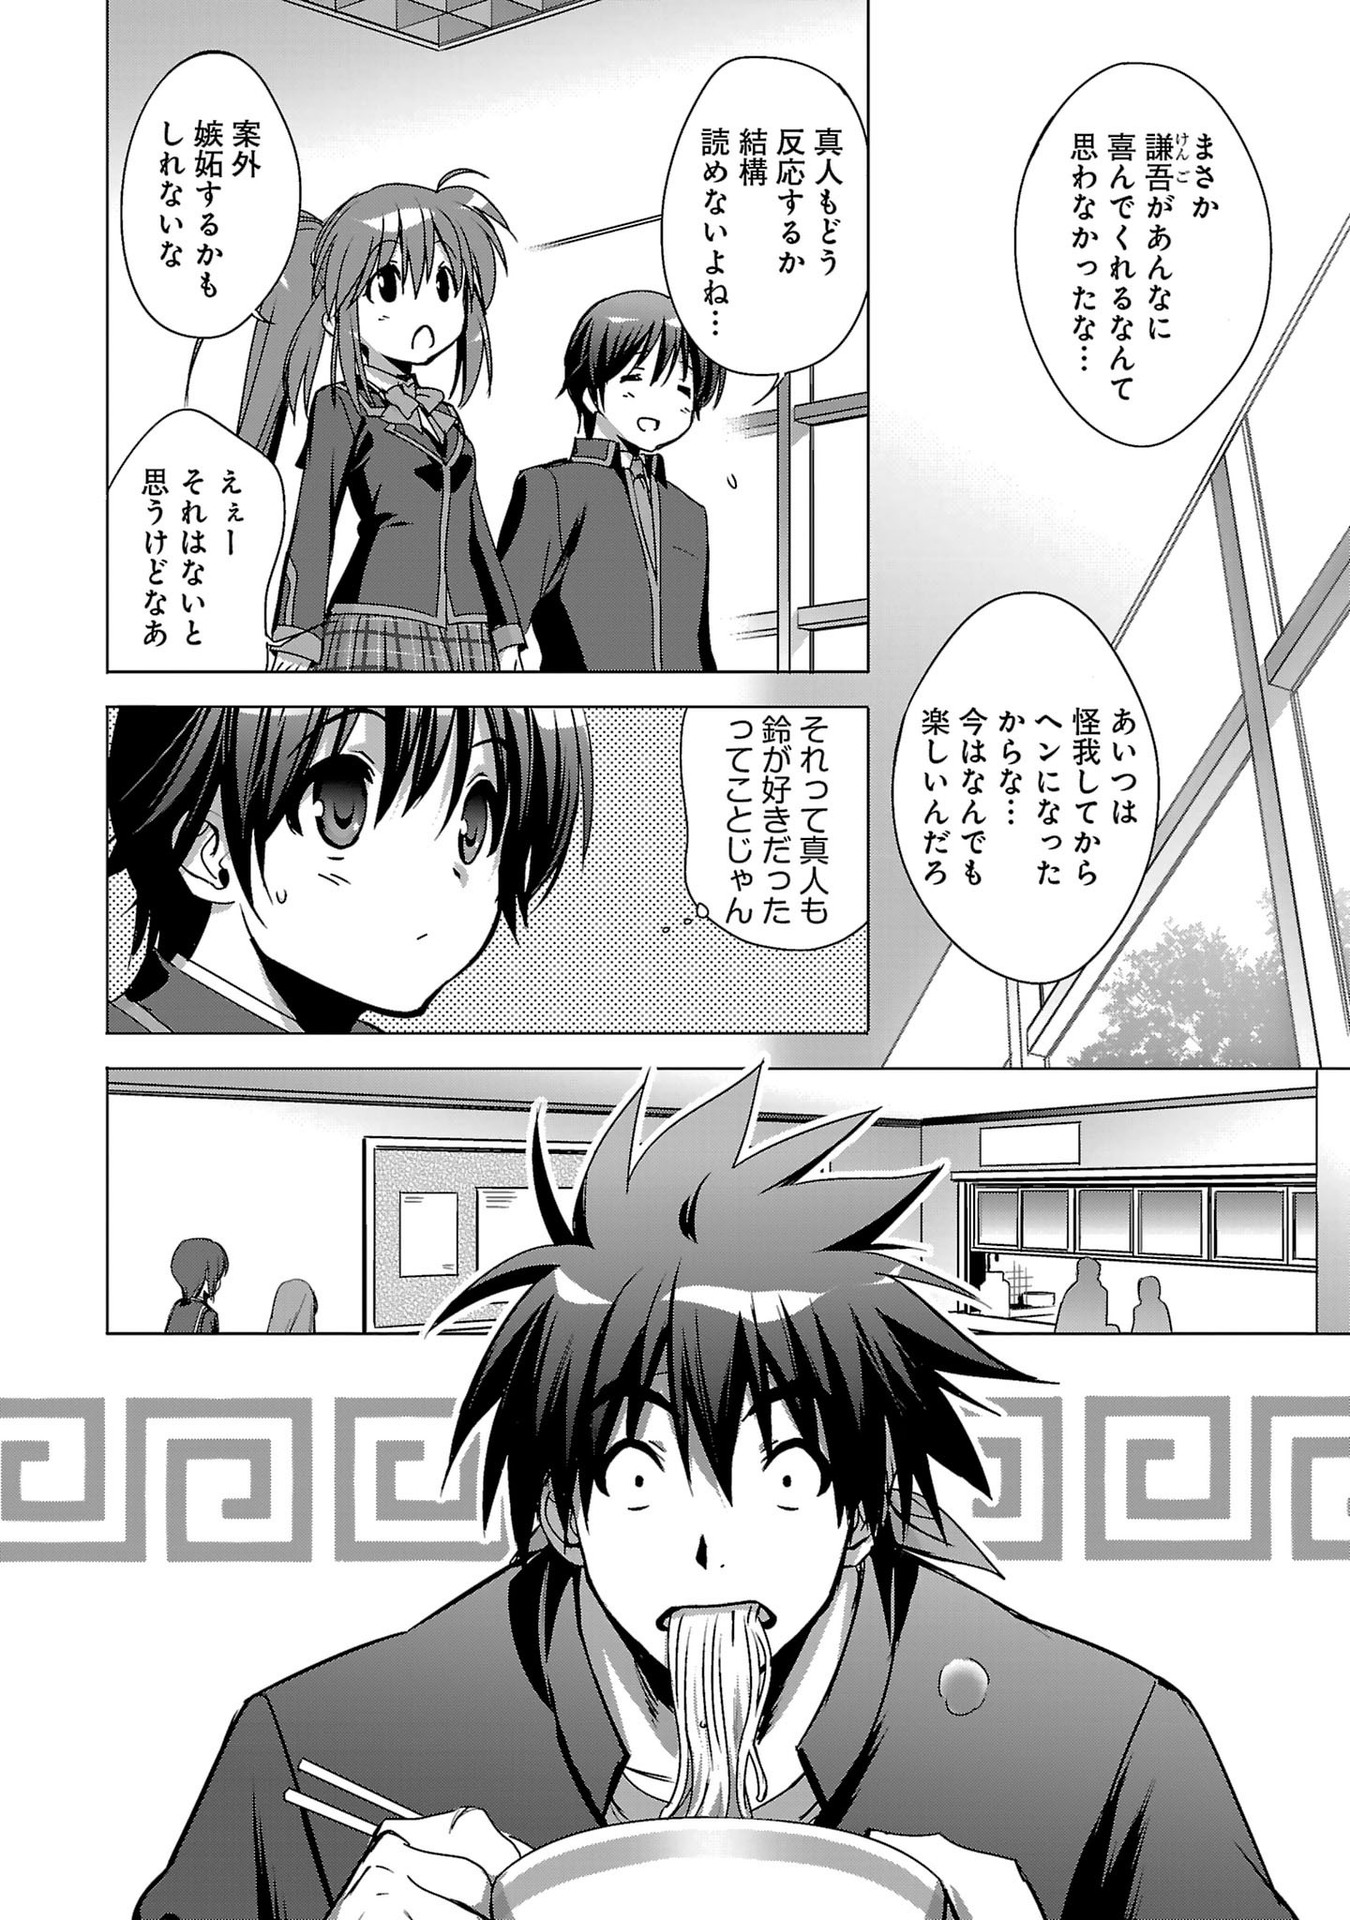 まさか
謙吾があんなに
けんご
喜んでくれるなんて
思わなかったな…
あいつは
怪我してから
ヘンになった
からな…
今はなんでも
楽しいんだろ
真人もどう
反応するか
結構
読めないよね…
案外
嫉妬するかも
しれないな
えぇー
それはないと
思うけどなあ
それって真人も
鈴が好きだった
ってことじゃん